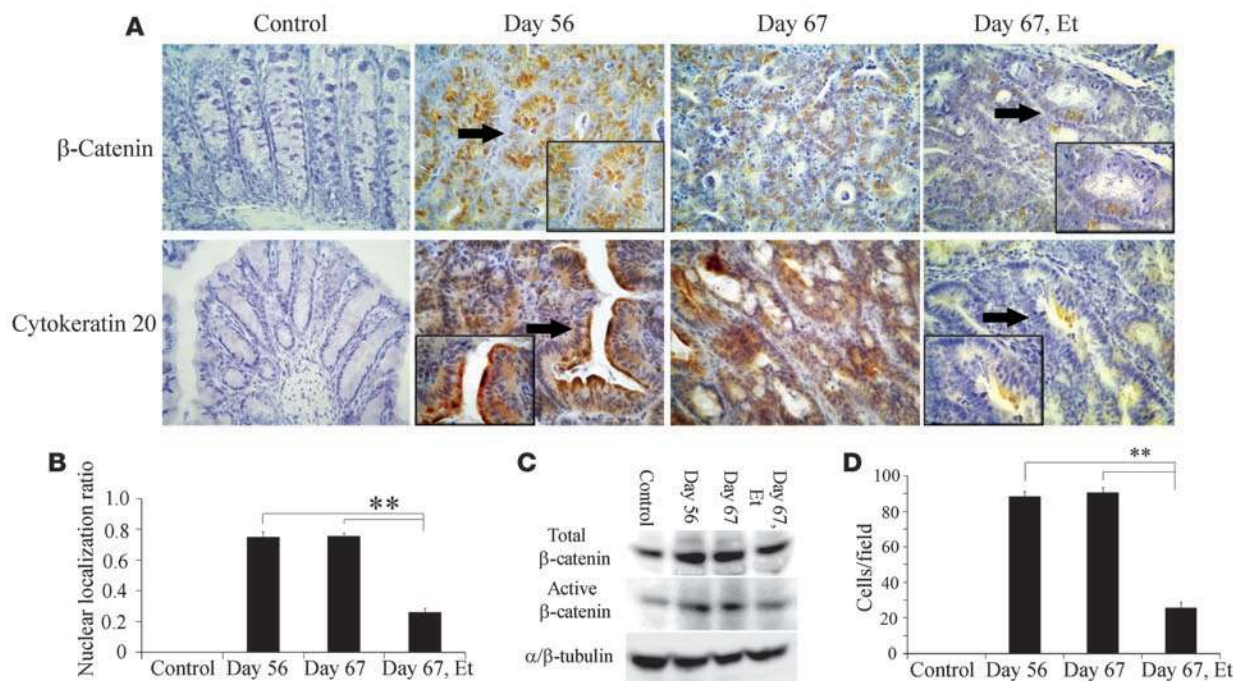 A
Control
Day 56
Day 67
Day 67, Et
β-Catenin
Cytokeratin 20
B
Nuclear localization ratio
1.0
0.8
0.6
0.4
0.2
0
**
Control
Day 56
Day 67
Day 67, Et
C
Control
Day 56
Day 67
Day 67,
Et
Total
β-catenin
Active
β-catenin
α/β-tubulin
D
Cells/field
100
80
60
40
20
0
**
Control
Day 56
Day 67
Day 67, Et